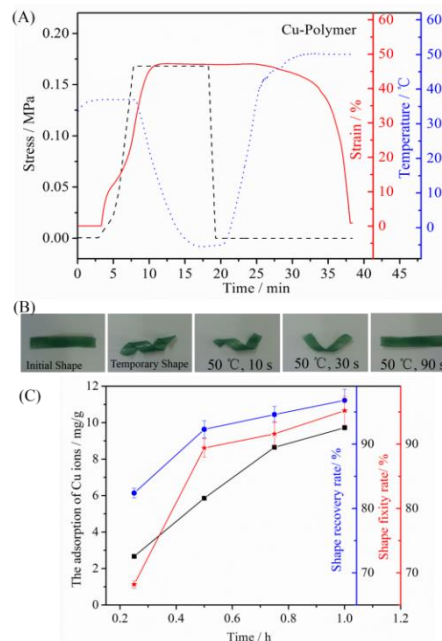 (A)
Cu-Polymer
Stress / MPa
0.20
0.15
0.10
0.05
0.00
Strain / %
60
50
40
30
20
10
0
Temperature / ℃
60
50
40
30
20
10
0
0 5 10 15 20 25 30 35 40 45
Time / min
(B)
Initial Shape
Temporary Shape
50 ℃, 10 s
50 ℃, 30 s
50 ℃, 90 s
(C)
The adsorption of Cu ions / mg/g
12
10
8
6
4
2
0
Shape recovery rate/ %
90
80
70
Shape fixity rate/ %
90
80
70
0.2 0.4 0.6 0.8 1.0 1.2
Time / h